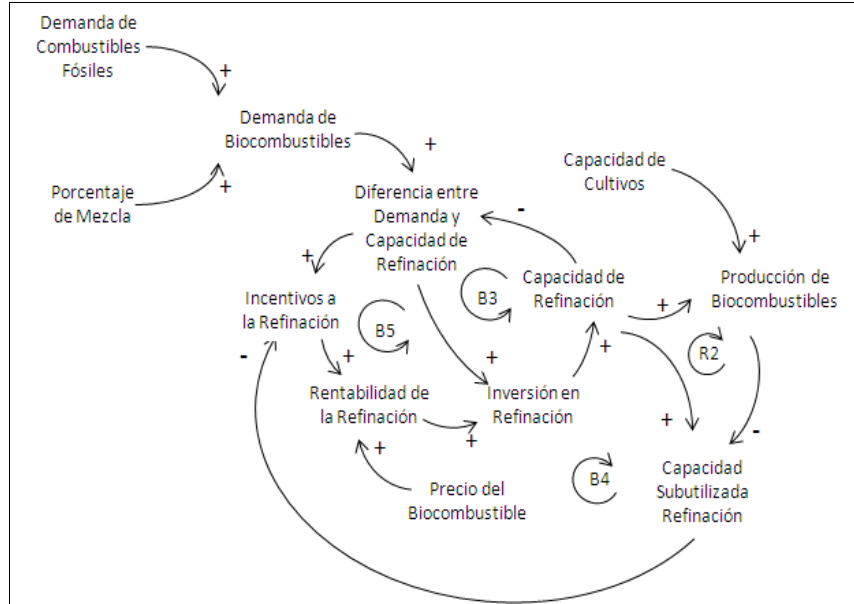 Demanda de
Combustibles
Fósiles
+
Demanda de
Biocombustibles
+
+
Porcentaje
de Mezcla
Capacidad de
Cultivos
Diferencia entre
Demanda y
Capacidad de
Refinación
-
+
+
Capacidad de
Refinación
Producción de
Biocombustibles
B3
+
Incentivos a
la Refinación
B5
+
R2
-
+
+
Rentabilidad de
la Refinación
Inversión en
Refinación
+
+
-
+
+
Precio del
Biocombustible
B4
Capacidad
Subutilizada
Refinación